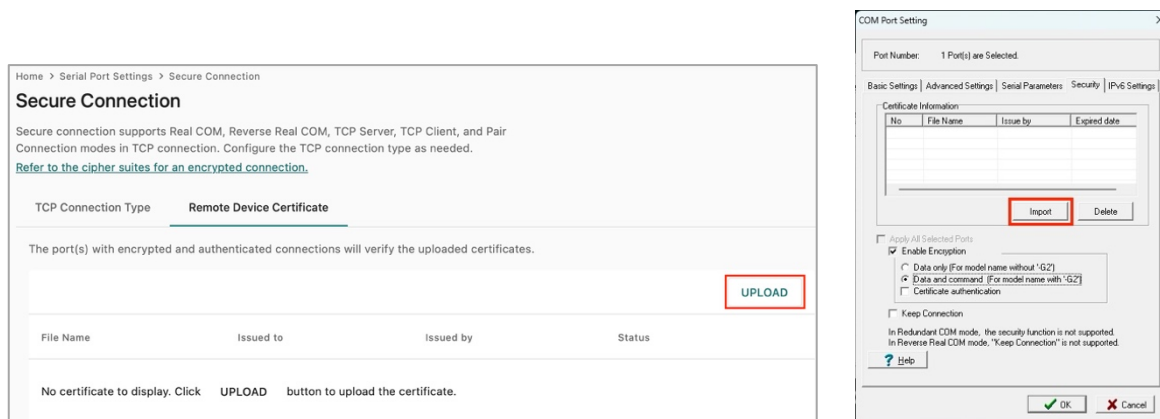 Home > Serial Port Settings > Secure Connection
Secure Connection
Secure connection supports Real COM, Reverse Real COM, TCP Server, TCP Client, and Pair
Connection modes in TCP connection. Configure the TCP connection type as needed.
Refer to the cipher suites for an encrypted connection.
TCP Connection Type Remote Device Certificate
The port(s) with encrypted and authenticated connections will verify the uploaded certificates.
UPLOAD
File Name Issued to Issued by Status
No certificate to display. Click UPLOAD button to upload the certificate.
COM Port Setting
Port Number: 1 Port(s) are Selected.
Basic Settings Advanced Settings Serial Parameters Security IPv6 Settings
Certificate Information
No File Name Issue by Expired date
Import Delete
Apply All Selected Ports
Enable Encryption
Data only (For model name without '-G2')
Data and command (For model name with '-G2')
Certificate authentication
Keep Connection
In Redundant COM mode, the security function is not supported.
In Reverse Real COM mode, "Keep Connection" is not supported.
? Help
OK Cancel